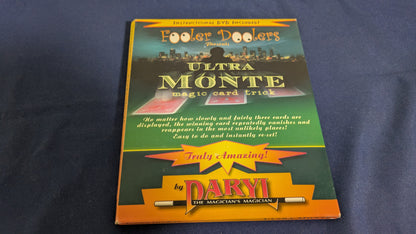 INSTRUCTIONAL DVD INCLUDED!
Fooler Doolers
Presents
ULTRA
MONTE
magic card trick
No matter how slowly and fairly three cards are
displayed, the winning card repeatedly vanishes and
reappears in the most unlikely places!
Easy to do and instantly re-set!
Truly Amazing!
by DARYL
THE MAGICIAN'S MAGICIAN